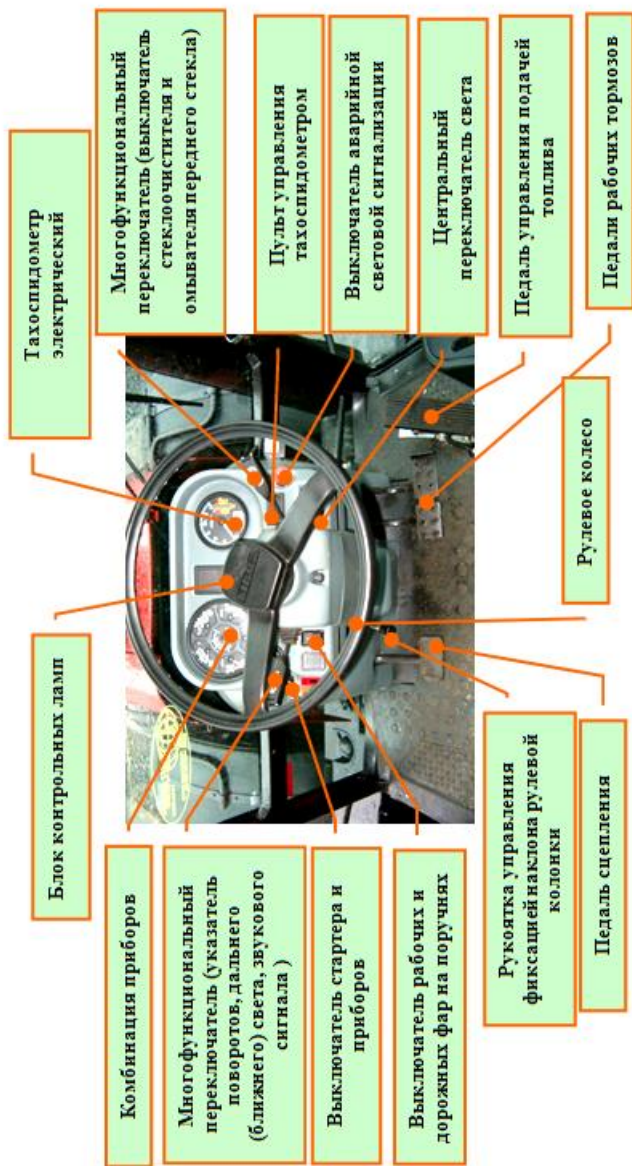 Блок контрольных ламп
Тахоспидометр
электрический
Комбинация приборов
Многофункциональный
переключатель (указатель
поворотов, дальнего
(ближнего) света, звукового
сигнала )
Выключатель стартера и
приборов
Выключатель рабочих и
дорожных фар на поручнях
Рукоятка управления
фиксацией наклона рулевой
колонки
Педаль сцепления
Многофункциональный
переключатель (выключатель
стеклоочистителя и
омывателя переднего стекла)
Пульт управления
тахоспидометром
Выключатель аварийной
световой сигнализации
Центральный
переключатель света
Педаль управления подачей
топлива
Педали рабочих тормозов
Рулевое колесо